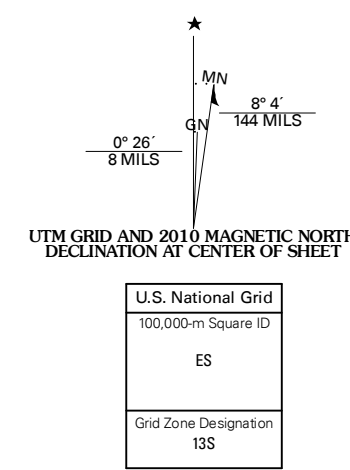 ★
MN
8° 4´
144 MILS
GN
0° 26´
8 MILS
UTM GRID AND 2010 MAGNETIC NORTH
DECLINATION AT CENTER OF SHEET
U.S. National Grid
100,000-m Square ID
ES
Grid Zone Designation
13S